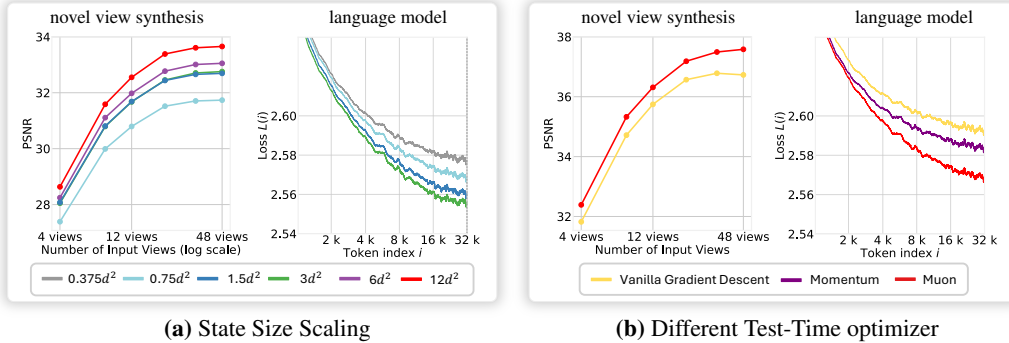 novel view synthesis
language model
34
32
30
28
PSNR
4 views
12 views
48 views
Number of Input Views (log scale)
2.60
2.58
2.56
2.54
Loss L(i)
2 k
4 k
8 k
16 k
32 k
Token index i
0.375d²
0.75d²
1.5d²
3d²
6d²
12d²
(a) State Size Scaling
novel view synthesis
language model
38
36
34
32
PSNR
4 views
12 views
48 views
Number of Input Views
2.60
2.58
2.56
2.54
Loss L(i)
2 k
4 k
8 k
16 k
32 k
Token index i
Vanilla Gradient Descent
Momentum
Muon
(b) Different Test-Time optimizer